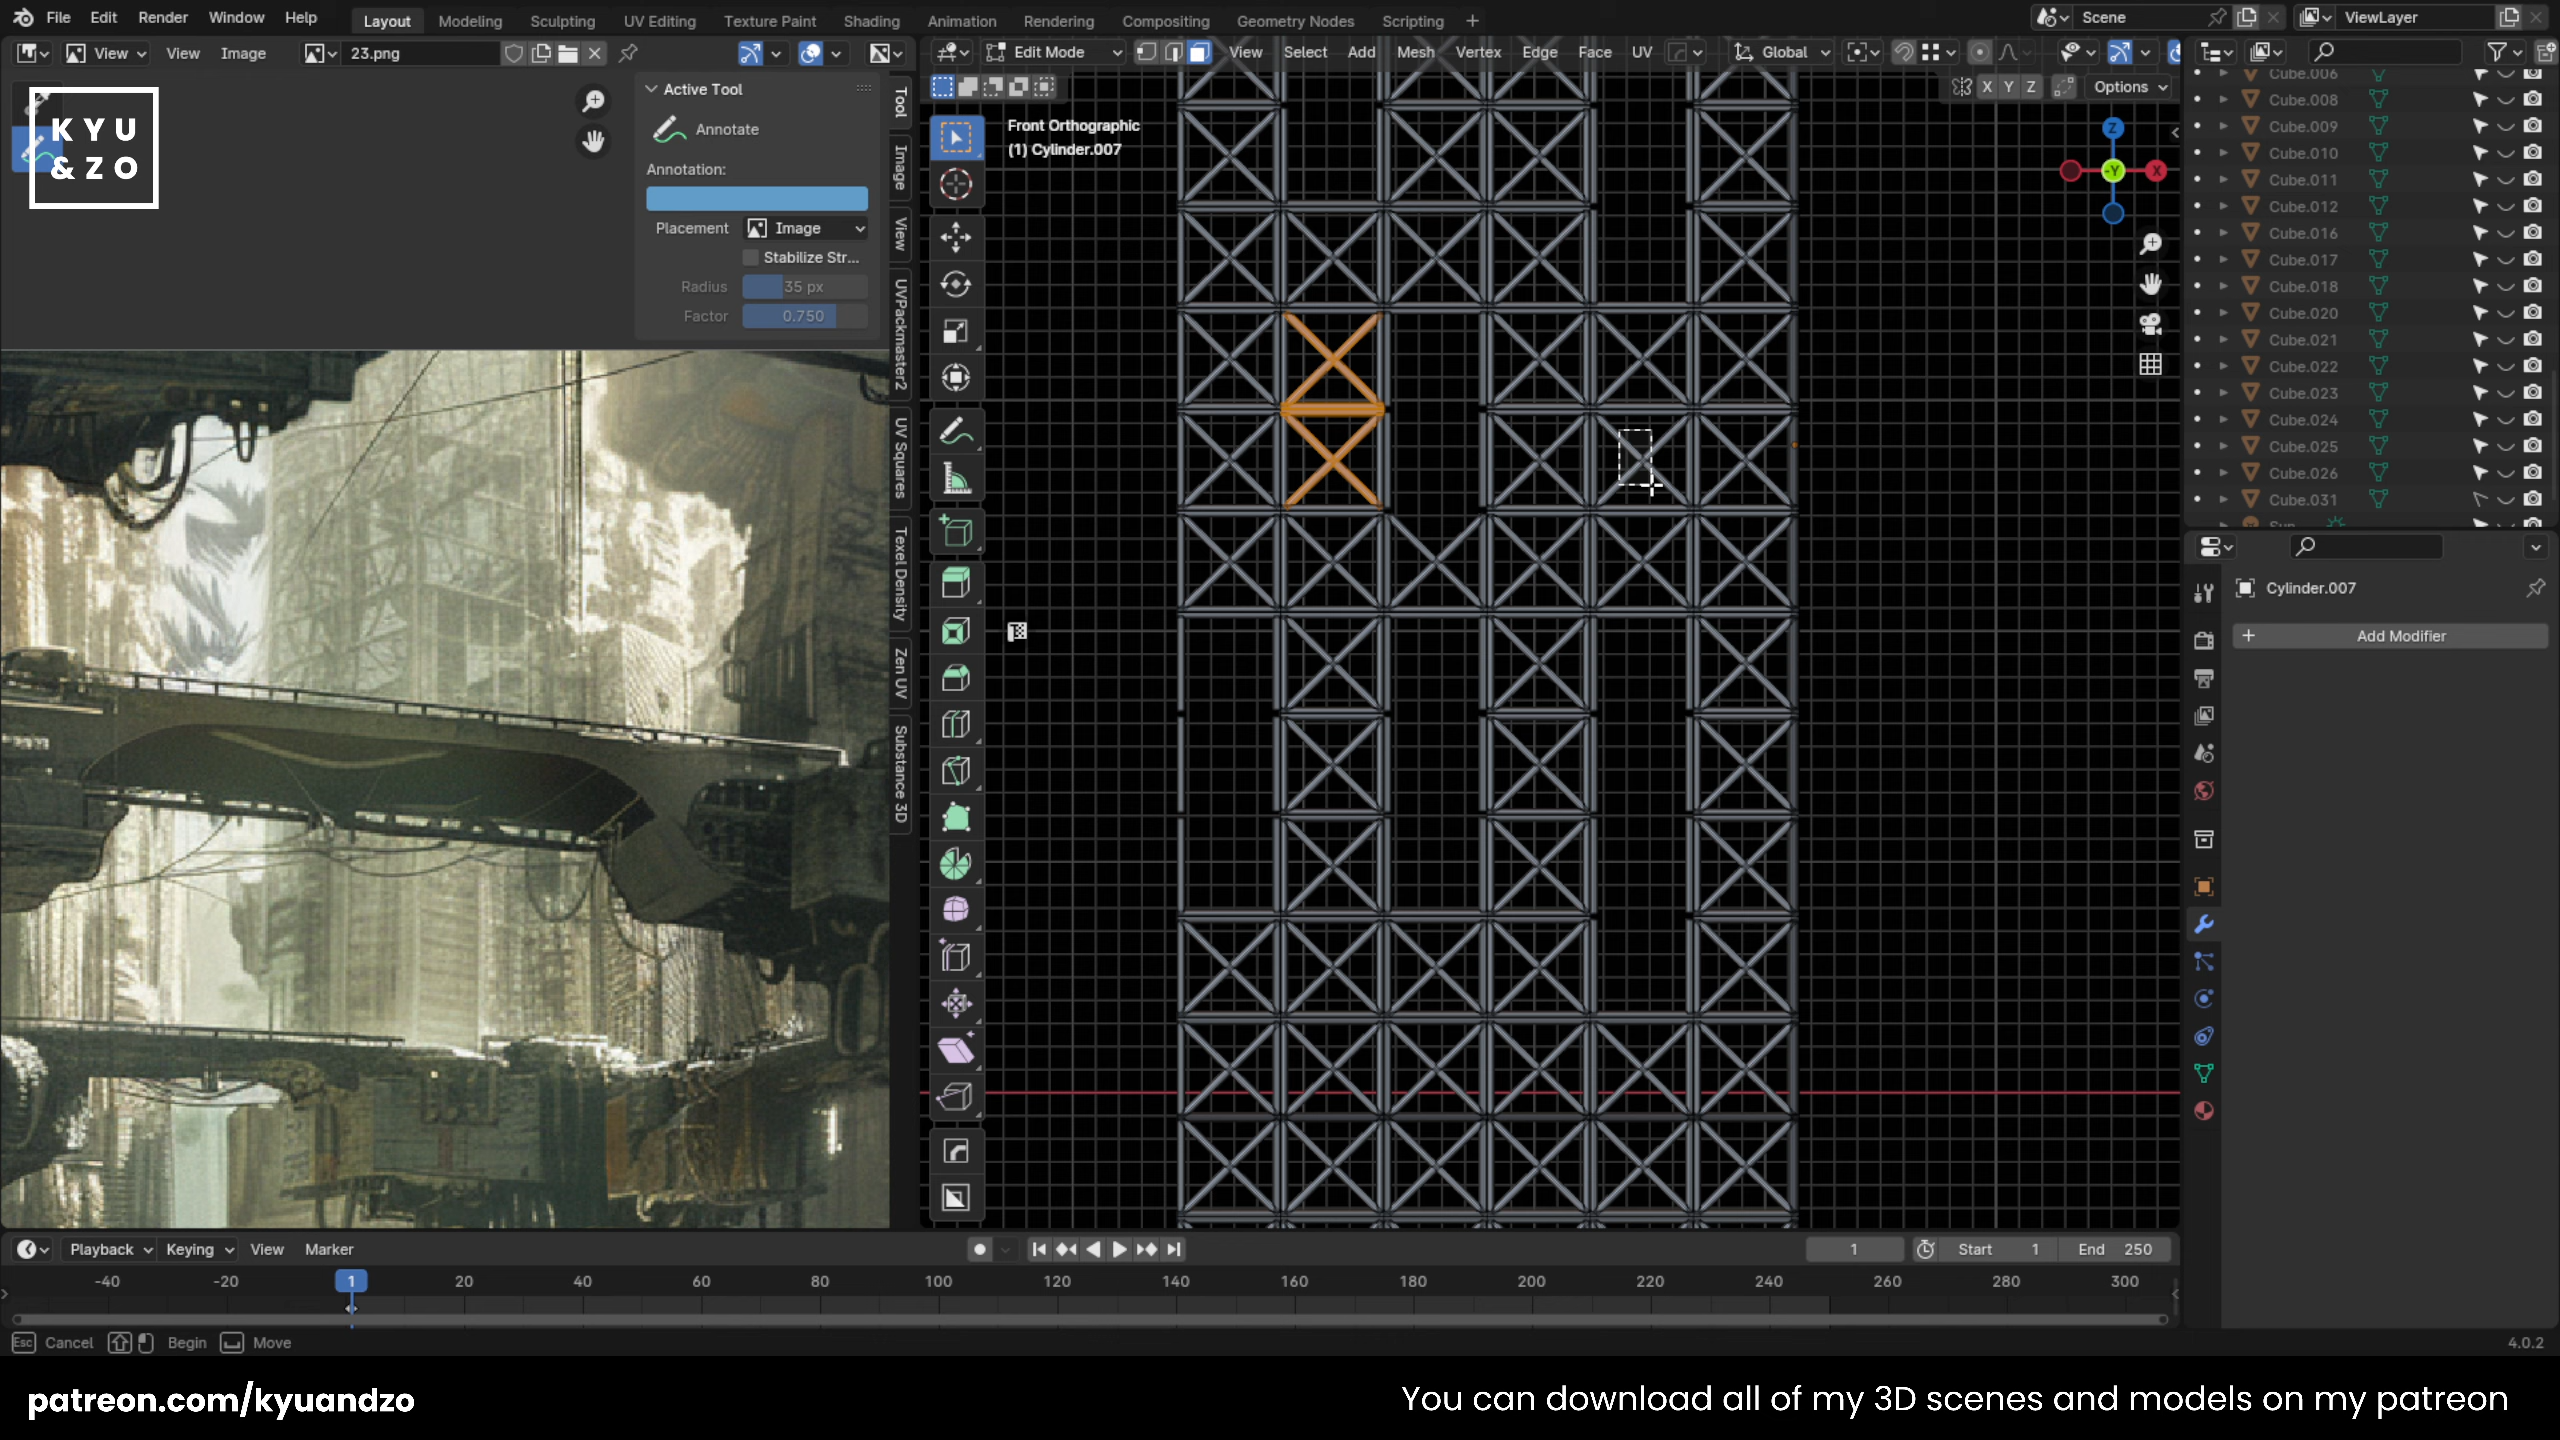 File Edit Render Window Help Layout Modeling Sculpting UV Editing Texture Paint Shading Animation Rendering Compositing Geometry Nodes Scripting + Scene ViewLayer
View View Image 23.png Edit Mode View Select Add Mesh Vertex Edge Face UV Global
X Y Z Options
KYU
&ZO
Active Tool
Annotate
Annotation:
Placement Image
Stabilize Str...
Radius 35 px
Factor 0.750
Tool
Image
View
UVPackmaster2
UV Squares
Texel Density
Zen UV
Substance 3D
Front Orthographic
(1) Cylinder.007
Z
-Y
X
Cube.006
Cube.008
Cube.009
Cube.010
Cube.011
Cube.012
Cube.016
Cube.017
Cube.018
Cube.020
Cube.021
Cube.022
Cube.023
Cube.024
Cube.025
Cube.026
Cube.031
Sun
Cylinder.007
+ Add Modifier
Playback Keying View Marker 1 Start 1 End 250
-40 -20 1 20 40 60 80 100 120 140 160 180 200 220 240 260 280 300
Esc Cancel Begin Move 4.0.2
patreon.com/kyuandzo You can download all of my 3D scenes and models on my patreon